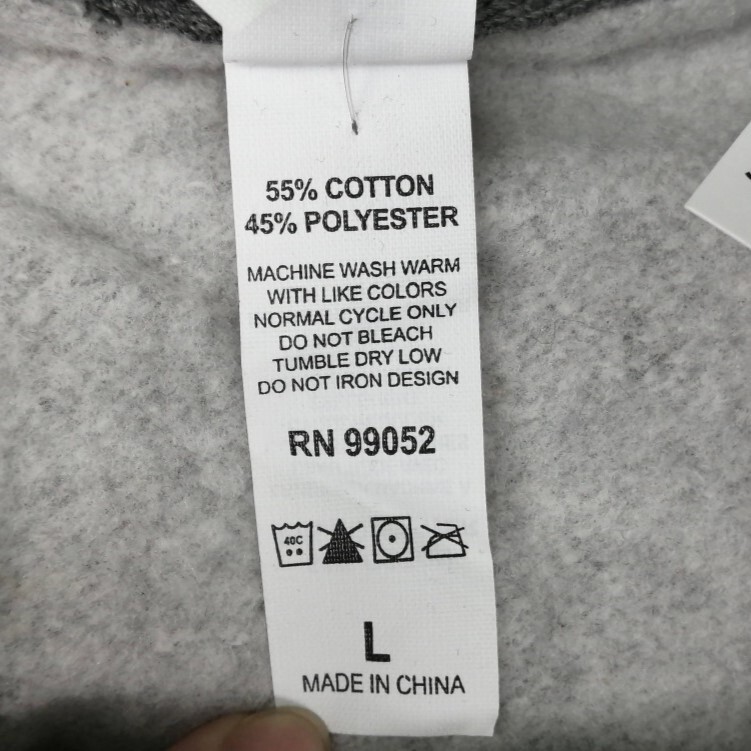 55% COTTON
45% POLYESTER
MACHINE WASH WARM
WITH LIKE COLORS
NORMAL CYCLE ONLY
DO NOT BLEACH
TUMBLE DRY LOW
DO NOT IRON DESIGN
RN 99052
40C
L
MADE IN CHINA